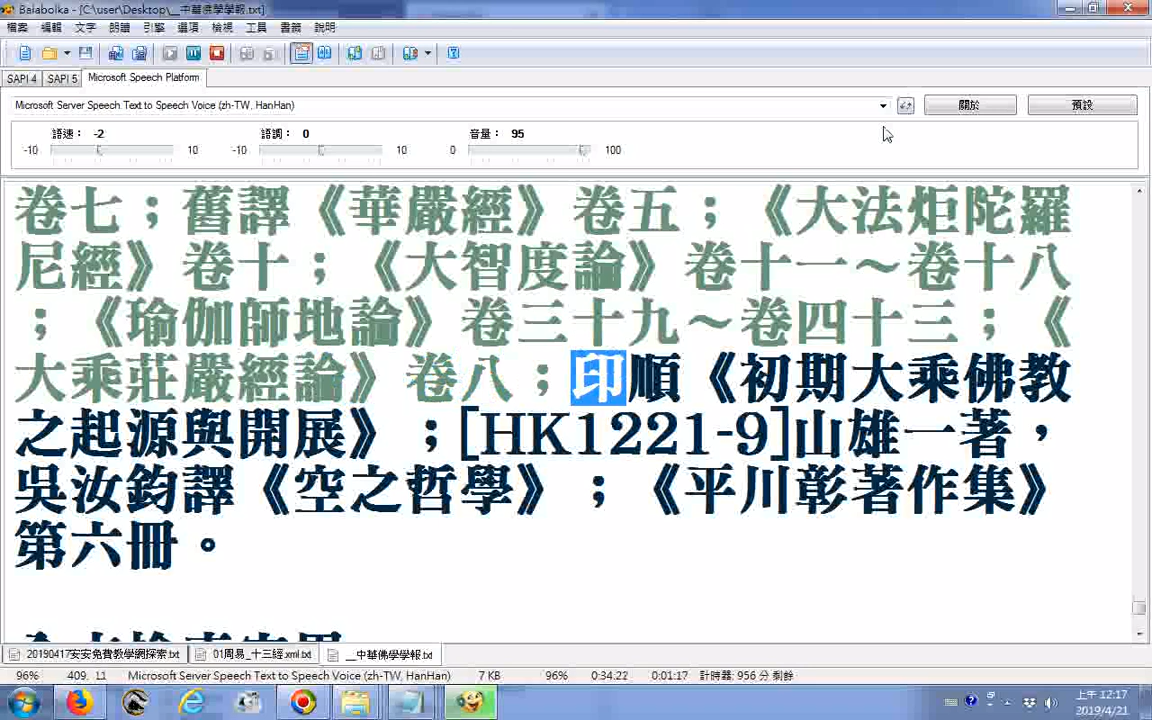 Balabolka - [C:\user\Desktop\__中華佛學學報.txt]
檔案 編輯 文字 朗讀 引擎 選項 檢視 工具 書籤 說明
SAPI 4 SAPI 5 Microsoft Speech Platform
Microsoft Server Speech Text to Speech Voice (zh-TW, HanHan) 關於 預設
語速： -2 語調： 0 音量： 95
-10 10 -10 10 0 100
卷七；舊譯《華嚴經》卷五；《大法炬陀羅
尼經》卷十；《大智度論》卷十一～卷十八
；《瑜伽師地論》卷三十九～卷四十三；《
大乘莊嚴經論》卷八；印順《初期大乘佛教
之起源與開展》；[HK1221-9]山雄一著，
吳汝鈞譯《空之哲學》；《平川彰著作集》
第六冊。
20190417安安免費教學網探索.txt 01周易_十三經.xml.txt __中華佛學學報.txt
96% 409, 11 Microsoft Server Speech Text to Speech Voice (zh-TW, HanHan) 7 KB 96% 0:34.22 0:01:17 計時器: 956 分 剩餘
上午 12:17
2019/4/21